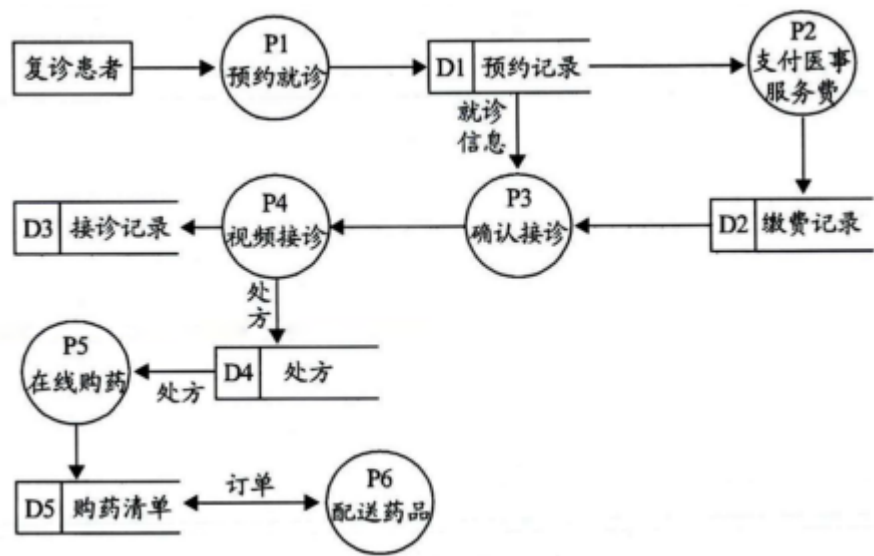 复诊患者
P1
预约就诊
D1 预约记录
P2
支付医事
服务费
就诊
信息
D3 接诊记录
P4
视频接诊
P3
确认接诊
D2 缴费记录
处
方
P5
在线购药
处方
D4 处方
D5 购药清单
订单
P6
配送药品